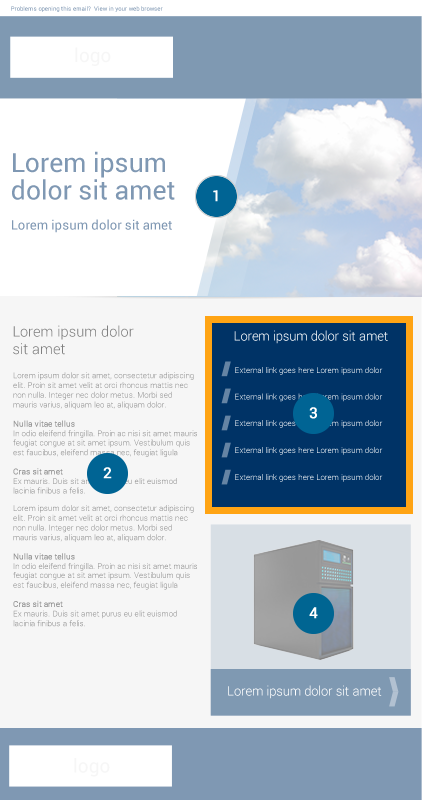 Problems opening this email? View in your web browser
logo
Lorem ipsum
dolor sit amet
Lorem ipsum dolor sit amet
1
Lorem ipsum dolor
sit amet
Lorem ipsum dolor sit amet, consectetur adipiscing
elit. Proin sit amet velit at orci rhoncus mattis nec
non nulla. Integer nec dolor metus. Morbi sed
mauris varius, aliquam leo at, aliquam dolor.
Nulla vitae tellus
In odio eleifend fringilla. Proin ac nisi sit amet mauris
feugiat congue at sit amet ipsum. Vestibulum quis
est faucibus, eleifend massa nec, feugiat ligula
Cras sit amet
Ex mauris. Duis sit am
lacinia finibus a felis.
2
Lorem ipsum dolor sit amet, consectetur adipiscing
elit. Proin sit amet velit at orci rhoncus mattis nec
non nulla. Integer nec dolor metus. Morbi sed
mauris varius, aliquam leo at, aliquam dolor.
Nulla vitae tellus
In odio eleifend fringilla. Proin ac nisi sit amet mauris
feugiat congue at sit amet ipsum. Vestibulum quis
est faucibus, eleifend massa nec, feugiat ligula
Cras sit amet
Ex mauris. Duis sit amet purus eu elit euismod
lacinia finibus a felis.
Lorem ipsum dolor sit amet
External link goes here Lorem ipsum dolor
External link goes h ipsum dolor
External link goes ipsum dolor
3
External link goes here Lorem ipsum dolor
External link goes here Lorem ipsum dolor
4
Lorem ipsum dolor sit amet
logo